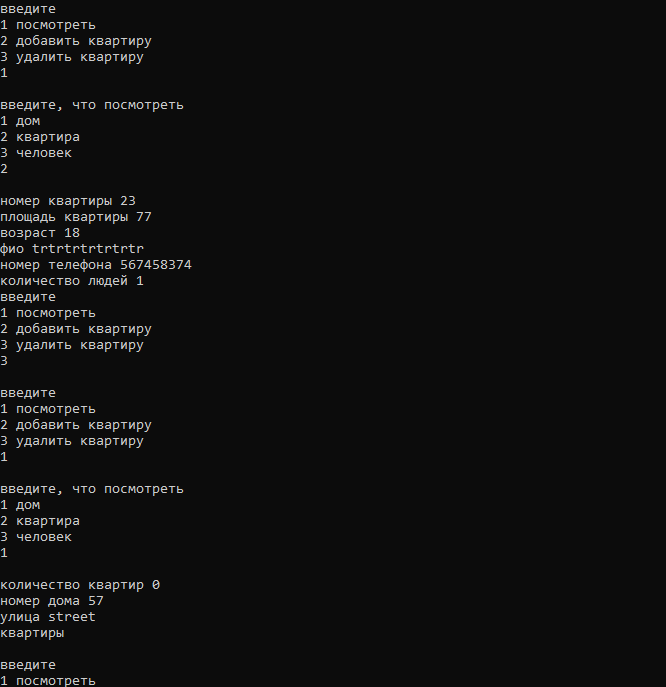 введите
1 посмотреть
2 добавить квартиру
3 удалить квартиру
1
введите, что посмотреть
1 дом
2 квартира
3 человек
2
номер квартиры 23
площадь квартиры 77
возраст 18
фио trtrtrtrtrtrtr
номер телефона 567458374
количество людей 1
введите
1 посмотреть
2 добавить квартиру
3 удалить квартиру
3
введите
1 посмотреть
2 добавить квартиру
3 удалить квартиру
1
введите, что посмотреть
1 дом
2 квартира
3 человек
1
количество квартир 0
номер дома 57
улица street
квартиры
введите
1 посмотреть